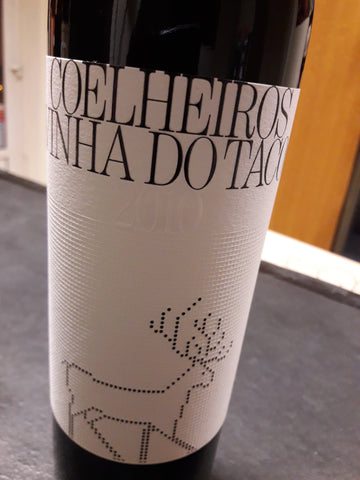 COELHEIROS
INHA DO TACO
2010